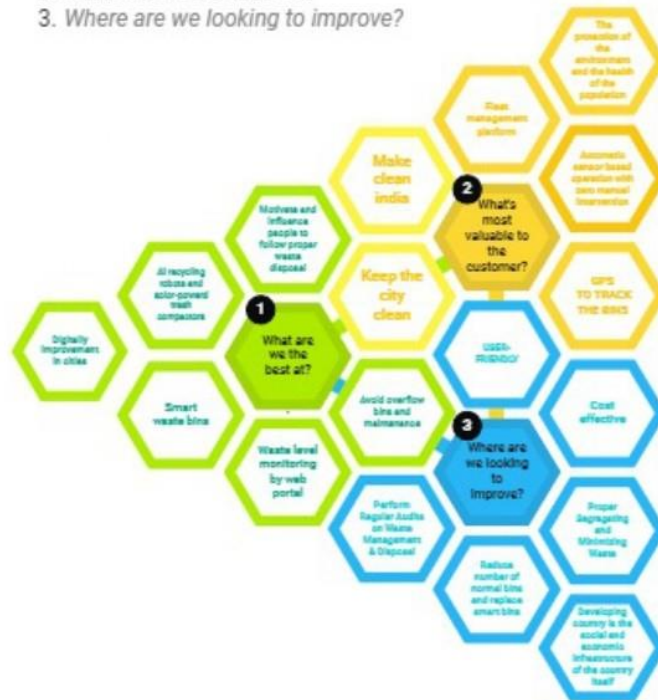 3. Where are we looking to improve?
The
protection of
the
environment
and the health
of the
population
Fleet
management
platform
Make
clean
india
Automatic
sensor based
operation with
zero manual
intervention
2
What's
most
valuable to
the
customer?
Motivate and
influence
people to
follow proper
waste
disposal
AI recycling
robots and
solar-powerd
trash
compactors
Keep the
city
clean
GPS
TO TRACK
THE BINS
1
What are
we the
best at?
Digitally
improvement
in cities
USER-
FRIENDLY
Smart
waste bins
Avoid overflow
bins and
maintenance
Cost
effective
3
Where are
we looking
to
improve?
Waste level
monitoring
by web
portal
Perform
Regular Audits
on Waste
Management
& Disposal
Proper
Segregating
and
Minimizing
Waste
Reduce
number of
normal bins
and replace
smart bins
Developing
country is the
social and
economic
infrastructure
of the country
itself